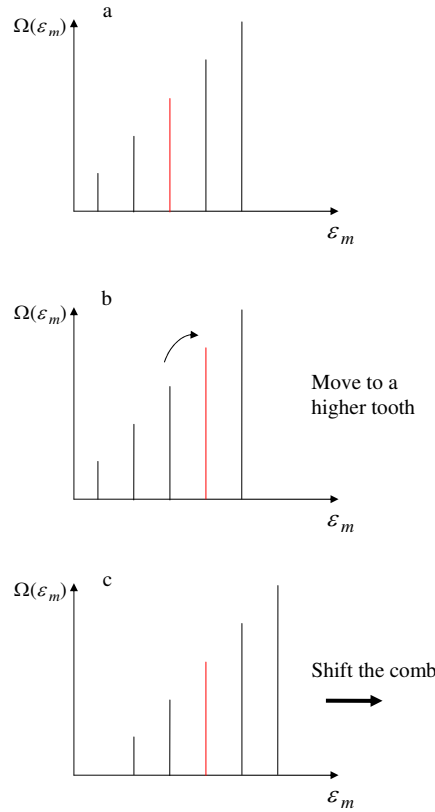 a
Ω(ε_m)
ε_m
b
Ω(ε_m)
Move to a
higher tooth
ε_m
c
Ω(ε_m)
Shift the comb
ε_m